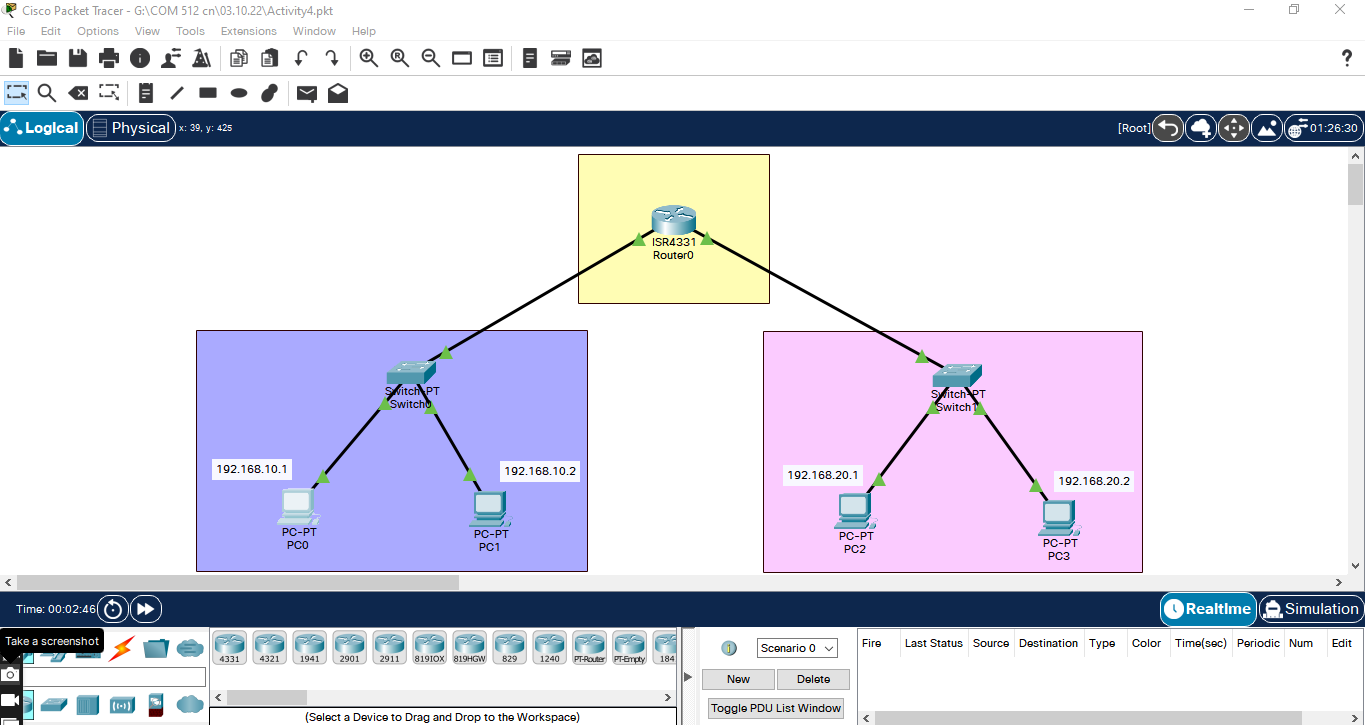 Cisco Packet Tracer - G:\COM 512 cn\03.10.22\Activity4.pkt
File Edit Options View Tools Extensions Window Help
Logical Physical x: 39, y: 425 [Root] 01:26:30
ISR4331
Router0
Switch-PT
Switch0
Switch-PT
Switch1
192.168.10.1
192.168.10.2
192.168.20.1
192.168.20.2
PC-PT
PC0
PC-PT
PC1
PC-PT
PC2
PC-PT
PC3
Time: 00:02:46 Realtime Simulation
Take a screenshot
4331 4321 1941 2901 2911 819IOX 819HGW 829 1240 PT-Router PT-Empty 184
(Select a Device to Drag and Drop to the Workspace)
Scenario 0
New Delete
Toggle PDU List Window
Fire Last Status Source Destination Type Color Time(sec) Periodic Num Edit